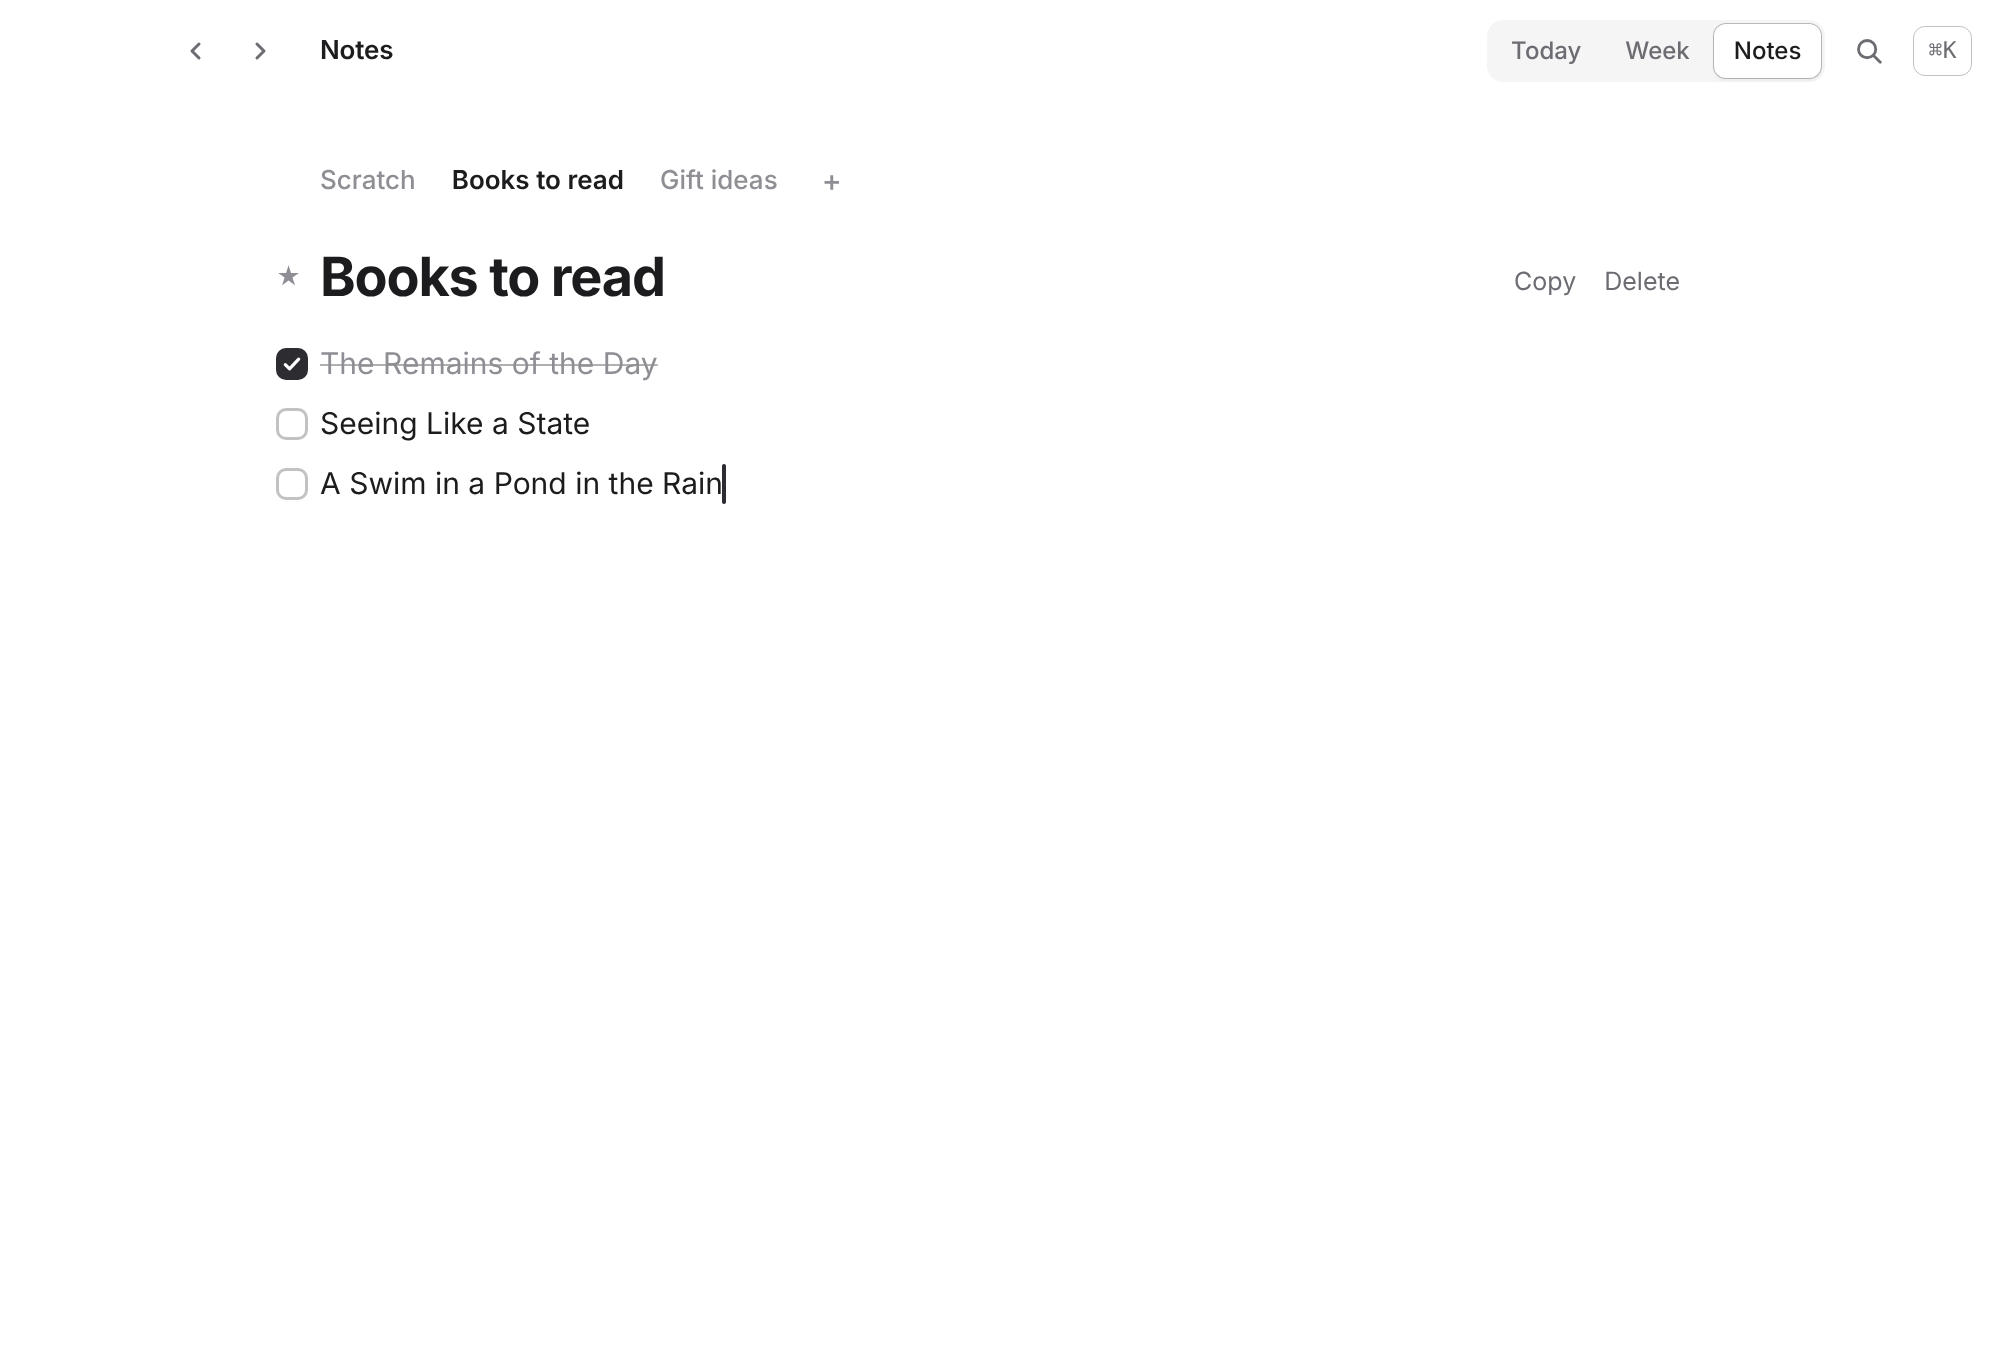 Notes
Today Week Notes ⌘K
Scratch Books to read Gift ideas +
★ Books to read
Copy Delete
The Remains of the Day
Seeing Like a State
A Swim in a Pond in the Rain